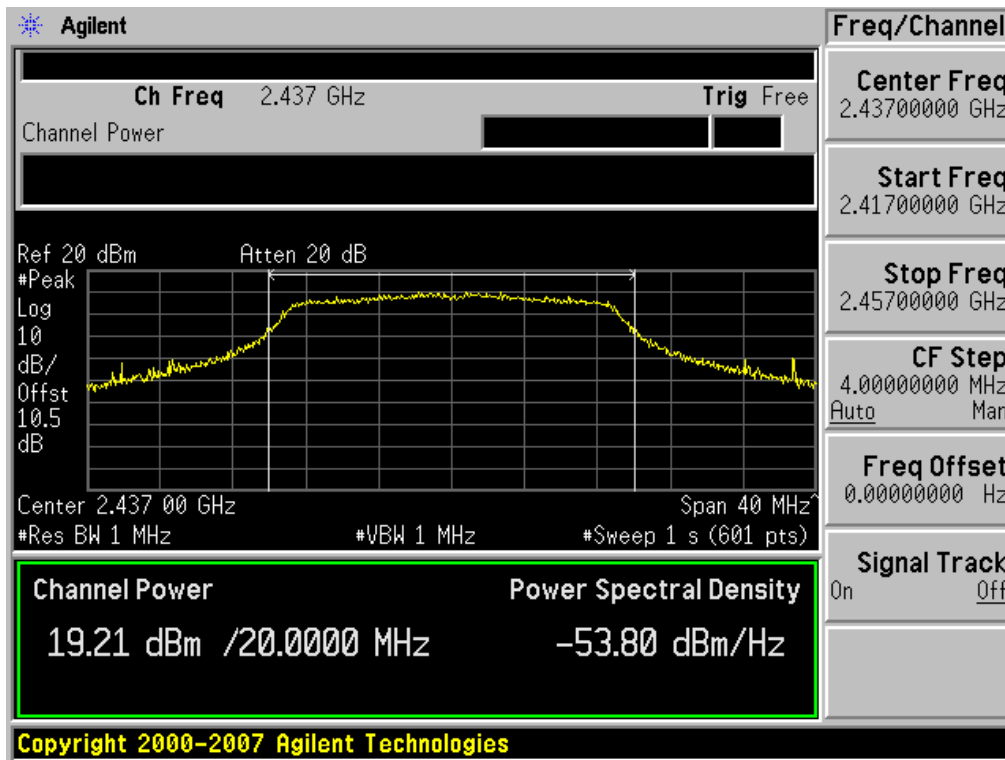 Agilent
Ch Freq 2.437 GHz Trig Free
Channel Power
Ref 20 dBm Atten 20 dB
#Peak
Log
10
dB/
Offst
10.5
dB
Center 2.437 00 GHz Span 40 MHz^
#Res BW 1 MHz #VBW 1 MHz #Sweep 1 s (601 pts)
Channel Power Power Spectral Density
19.21 dBm /20.0000 MHz -53.80 dBm/Hz
Copyright 2000-2007 Agilent Technologies
Freq/Channel
Center Freq
2.43700000 GHz
Start Freq
2.41700000 GHz
Stop Freq
2.45700000 GHz
CF Step
4.00000000 MHz
Auto Man
Freq Offset
0.00000000 Hz
Signal Track
On Off